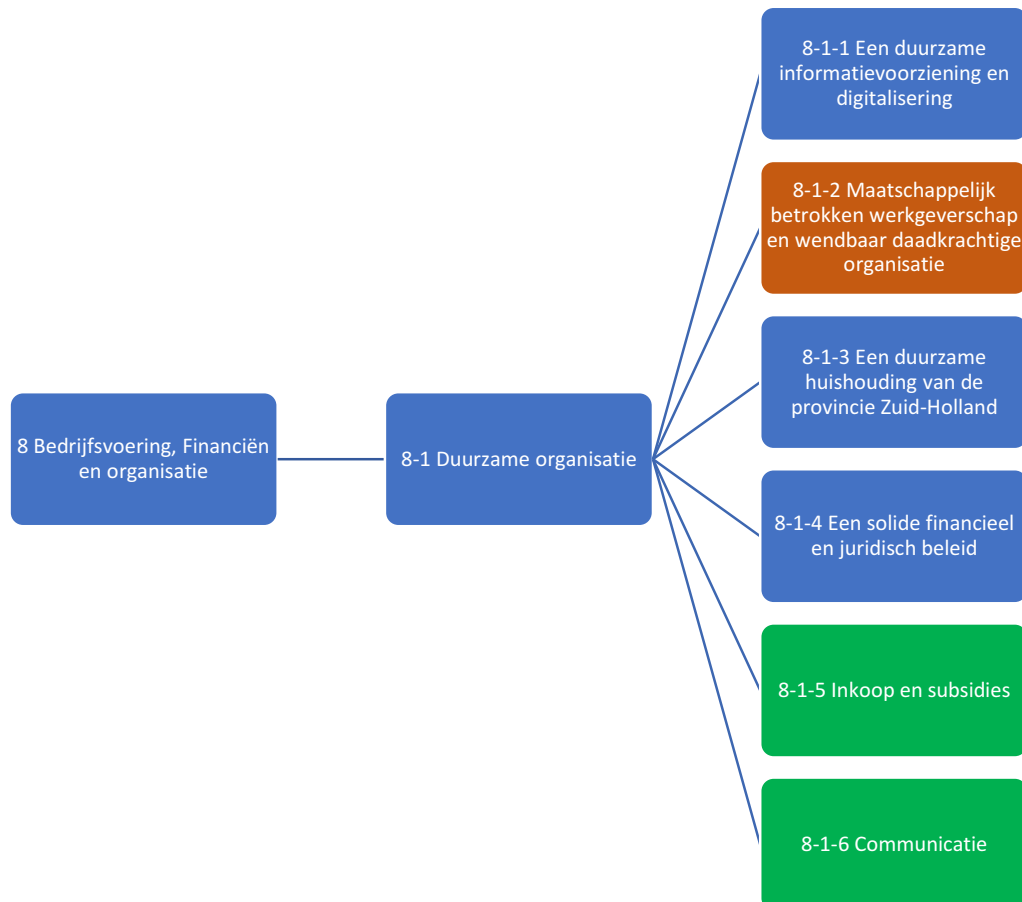 8-1-1 Een duurzame
informatievoorziening en
digitalisering
8-1-2 Maatschappelijk
betrokken werkgeverschap
en wendbaar daadkrachtige
organisatie
8-1-3 Een duurzame
huishouding van de
provincie Zuid-Holland
8 Bedrijfsvoering, Financiën
en organisatie
8-1 Duurzame organisatie
8-1-4 Een solide financieel
en juridisch beleid
8-1-5 Inkoop en subsidies
8-1-6 Communicatie